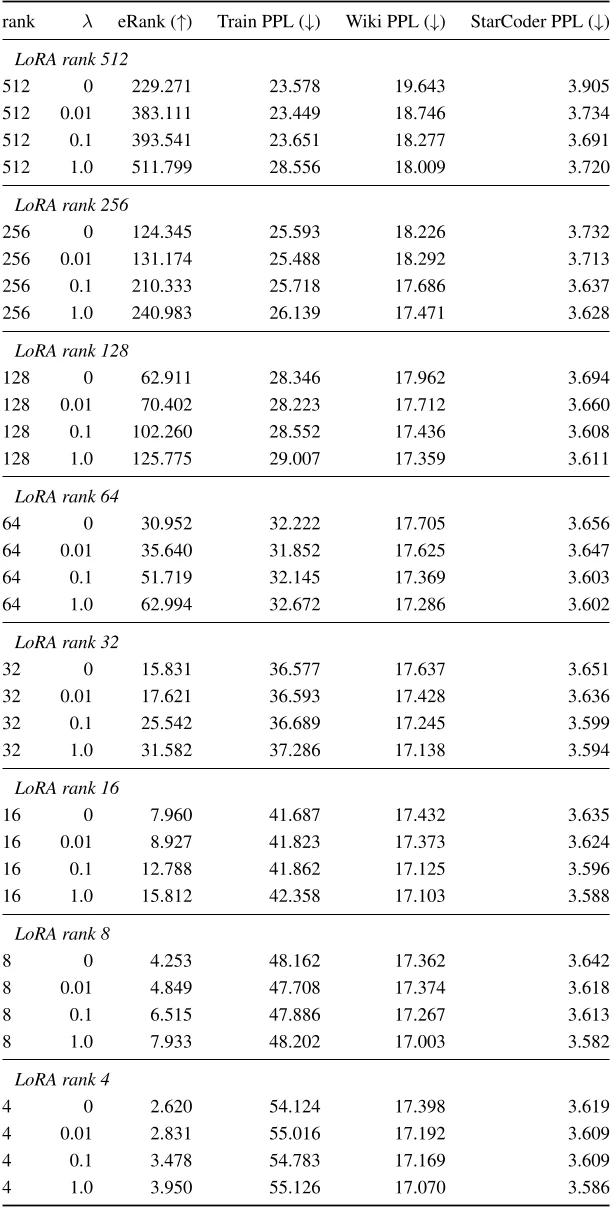 rank λ eRank (↑) Train PPL (↓) Wiki PPL (↓) StarCoder PPL (↓)
LoRA rank 512
512 0 229.271 23.578 19.643 3.905
512 0.01 383.111 23.449 18.746 3.734
512 0.1 393.541 23.651 18.277 3.691
512 1.0 511.799 28.556 18.009 3.720
LoRA rank 256
256 0 124.345 25.593 18.226 3.732
256 0.01 131.174 25.488 18.292 3.713
256 0.1 210.333 25.718 17.686 3.637
256 1.0 240.983 26.139 17.471 3.628
LoRA rank 128
128 0 62.911 28.346 17.962 3.694
128 0.01 70.402 28.223 17.712 3.660
128 0.1 102.260 28.552 17.436 3.608
128 1.0 125.775 29.007 17.359 3.611
LoRA rank 64
64 0 30.952 32.222 17.705 3.656
64 0.01 35.640 31.852 17.625 3.647
64 0.1 51.719 32.145 17.369 3.603
64 1.0 62.994 32.672 17.286 3.602
LoRA rank 32
32 0 15.831 36.577 17.637 3.651
32 0.01 17.621 36.593 17.428 3.636
32 0.1 25.542 36.689 17.245 3.599
32 1.0 31.582 37.286 17.138 3.594
LoRA rank 16
16 0 7.960 41.687 17.432 3.635
16 0.01 8.927 41.823 17.373 3.624
16 0.1 12.788 41.862 17.125 3.596
16 1.0 15.812 42.358 17.103 3.588
LoRA rank 8
8 0 4.253 48.162 17.362 3.642
8 0.01 4.849 47.708 17.374 3.618
8 0.1 6.515 47.886 17.267 3.613
8 1.0 7.933 48.202 17.003 3.582
LoRA rank 4
4 0 2.620 54.124 17.398 3.619
4 0.01 2.831 55.016 17.192 3.609
4 0.1 3.478 54.783 17.169 3.609
4 1.0 3.950 55.126 17.070 3.586